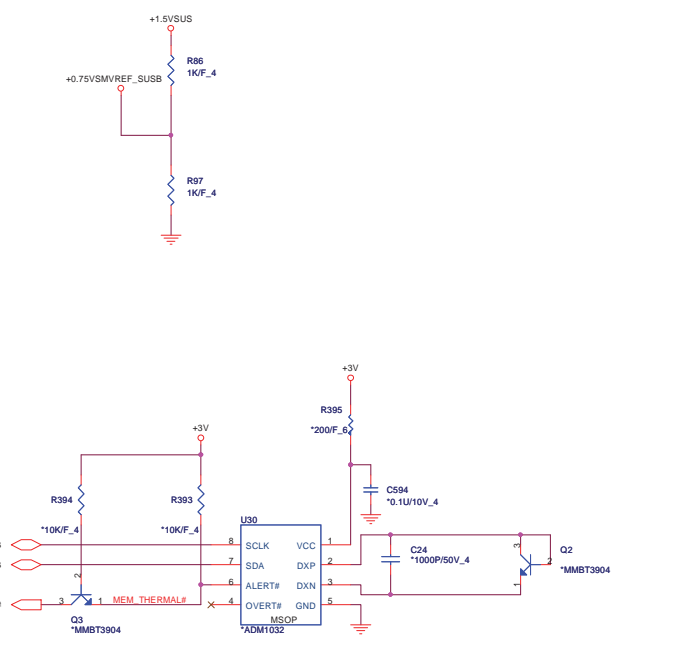 +1.5VSUS
R86
1K/F_4
+0.75VSMVREF_SUSB
R97
1K/F_4
+3V
R395
*200/F_6
+3V
C594
*0.1U/10V_4
R394
R393
*10K/F_4
*10K/F_4
U30
8 SCLK VCC 1
7 SDA DXP 2
6 ALERT# DXN 3
4 OVERT# GND 5
MSOP
*ADM1032
C24
*1000P/50V_4
3
Q2
2
*MMBT3904
1
2
3 1 MEM_THERMAL#
Q3
*MMBT3904